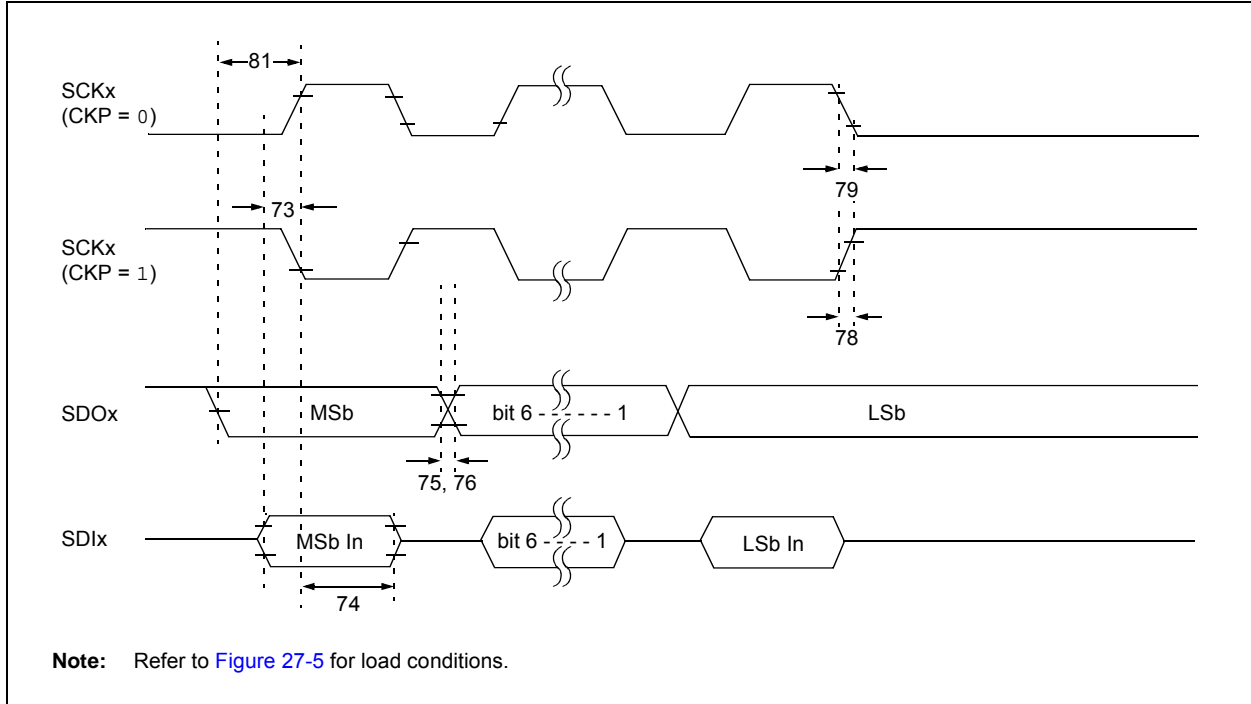 81
SCKx
(CKP = 0)
79
73
SCKx
(CKP = 1)
78
SDOx
MSb
bit 6 - - - - - - 1
LSb
75, 76
SDIx
MSb In
bit 6 - - - - 1
LSb In
74
Note: Refer to Figure 27-5 for load conditions.